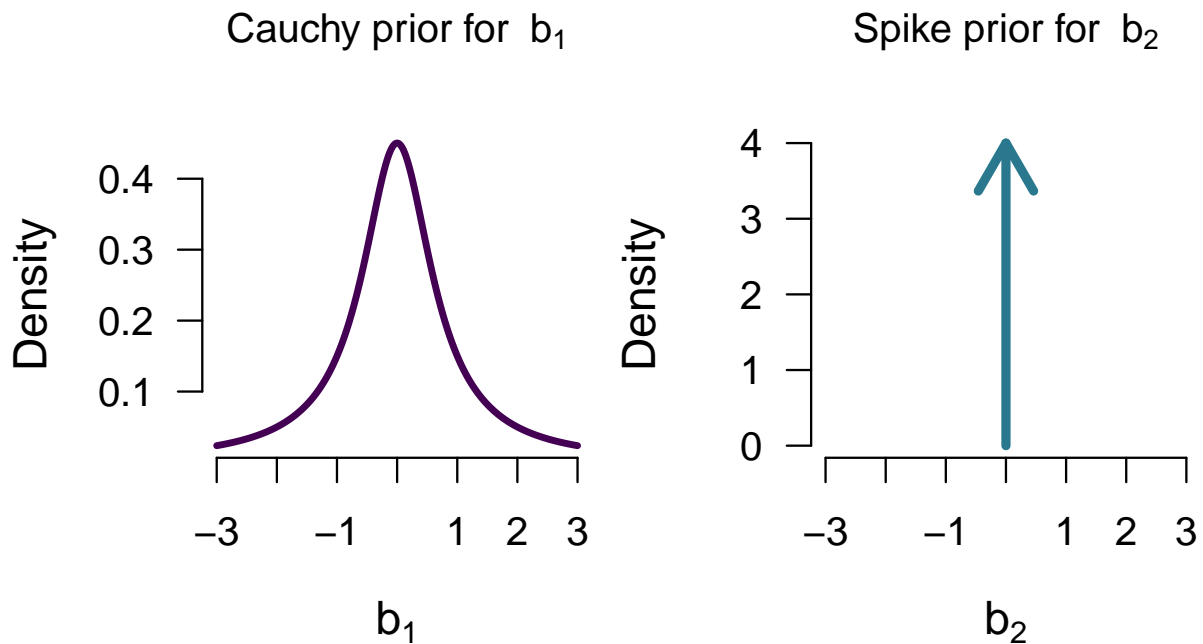 Cauchy prior for b₁
Density
0.4
0.3
0.2
0.1
−3 −1 1 2 3
b₁
Spike prior for b₂
Density
4
3
2
1
0
−3 −1 1 2 3
b₂